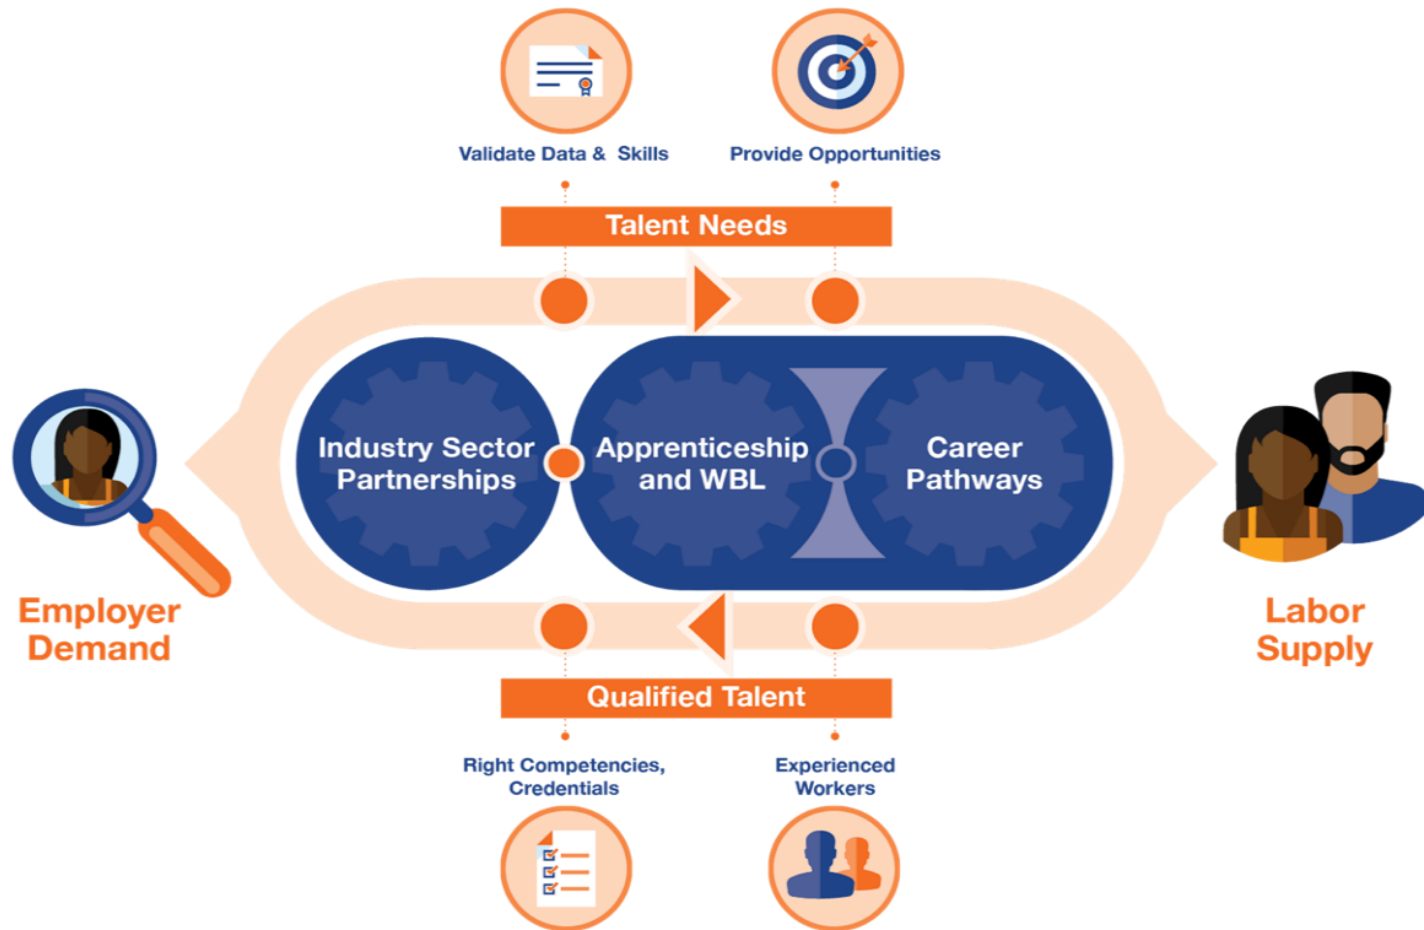 Validate Data & Skills
Provide Opportunities
Talent Needs
Industry Sector
Partnerships
Apprenticeship
and WBL
Career
Pathways
Employer
Demand
Labor
Supply
Qualified Talent
Right Competencies,
Credentials
Experienced
Workers